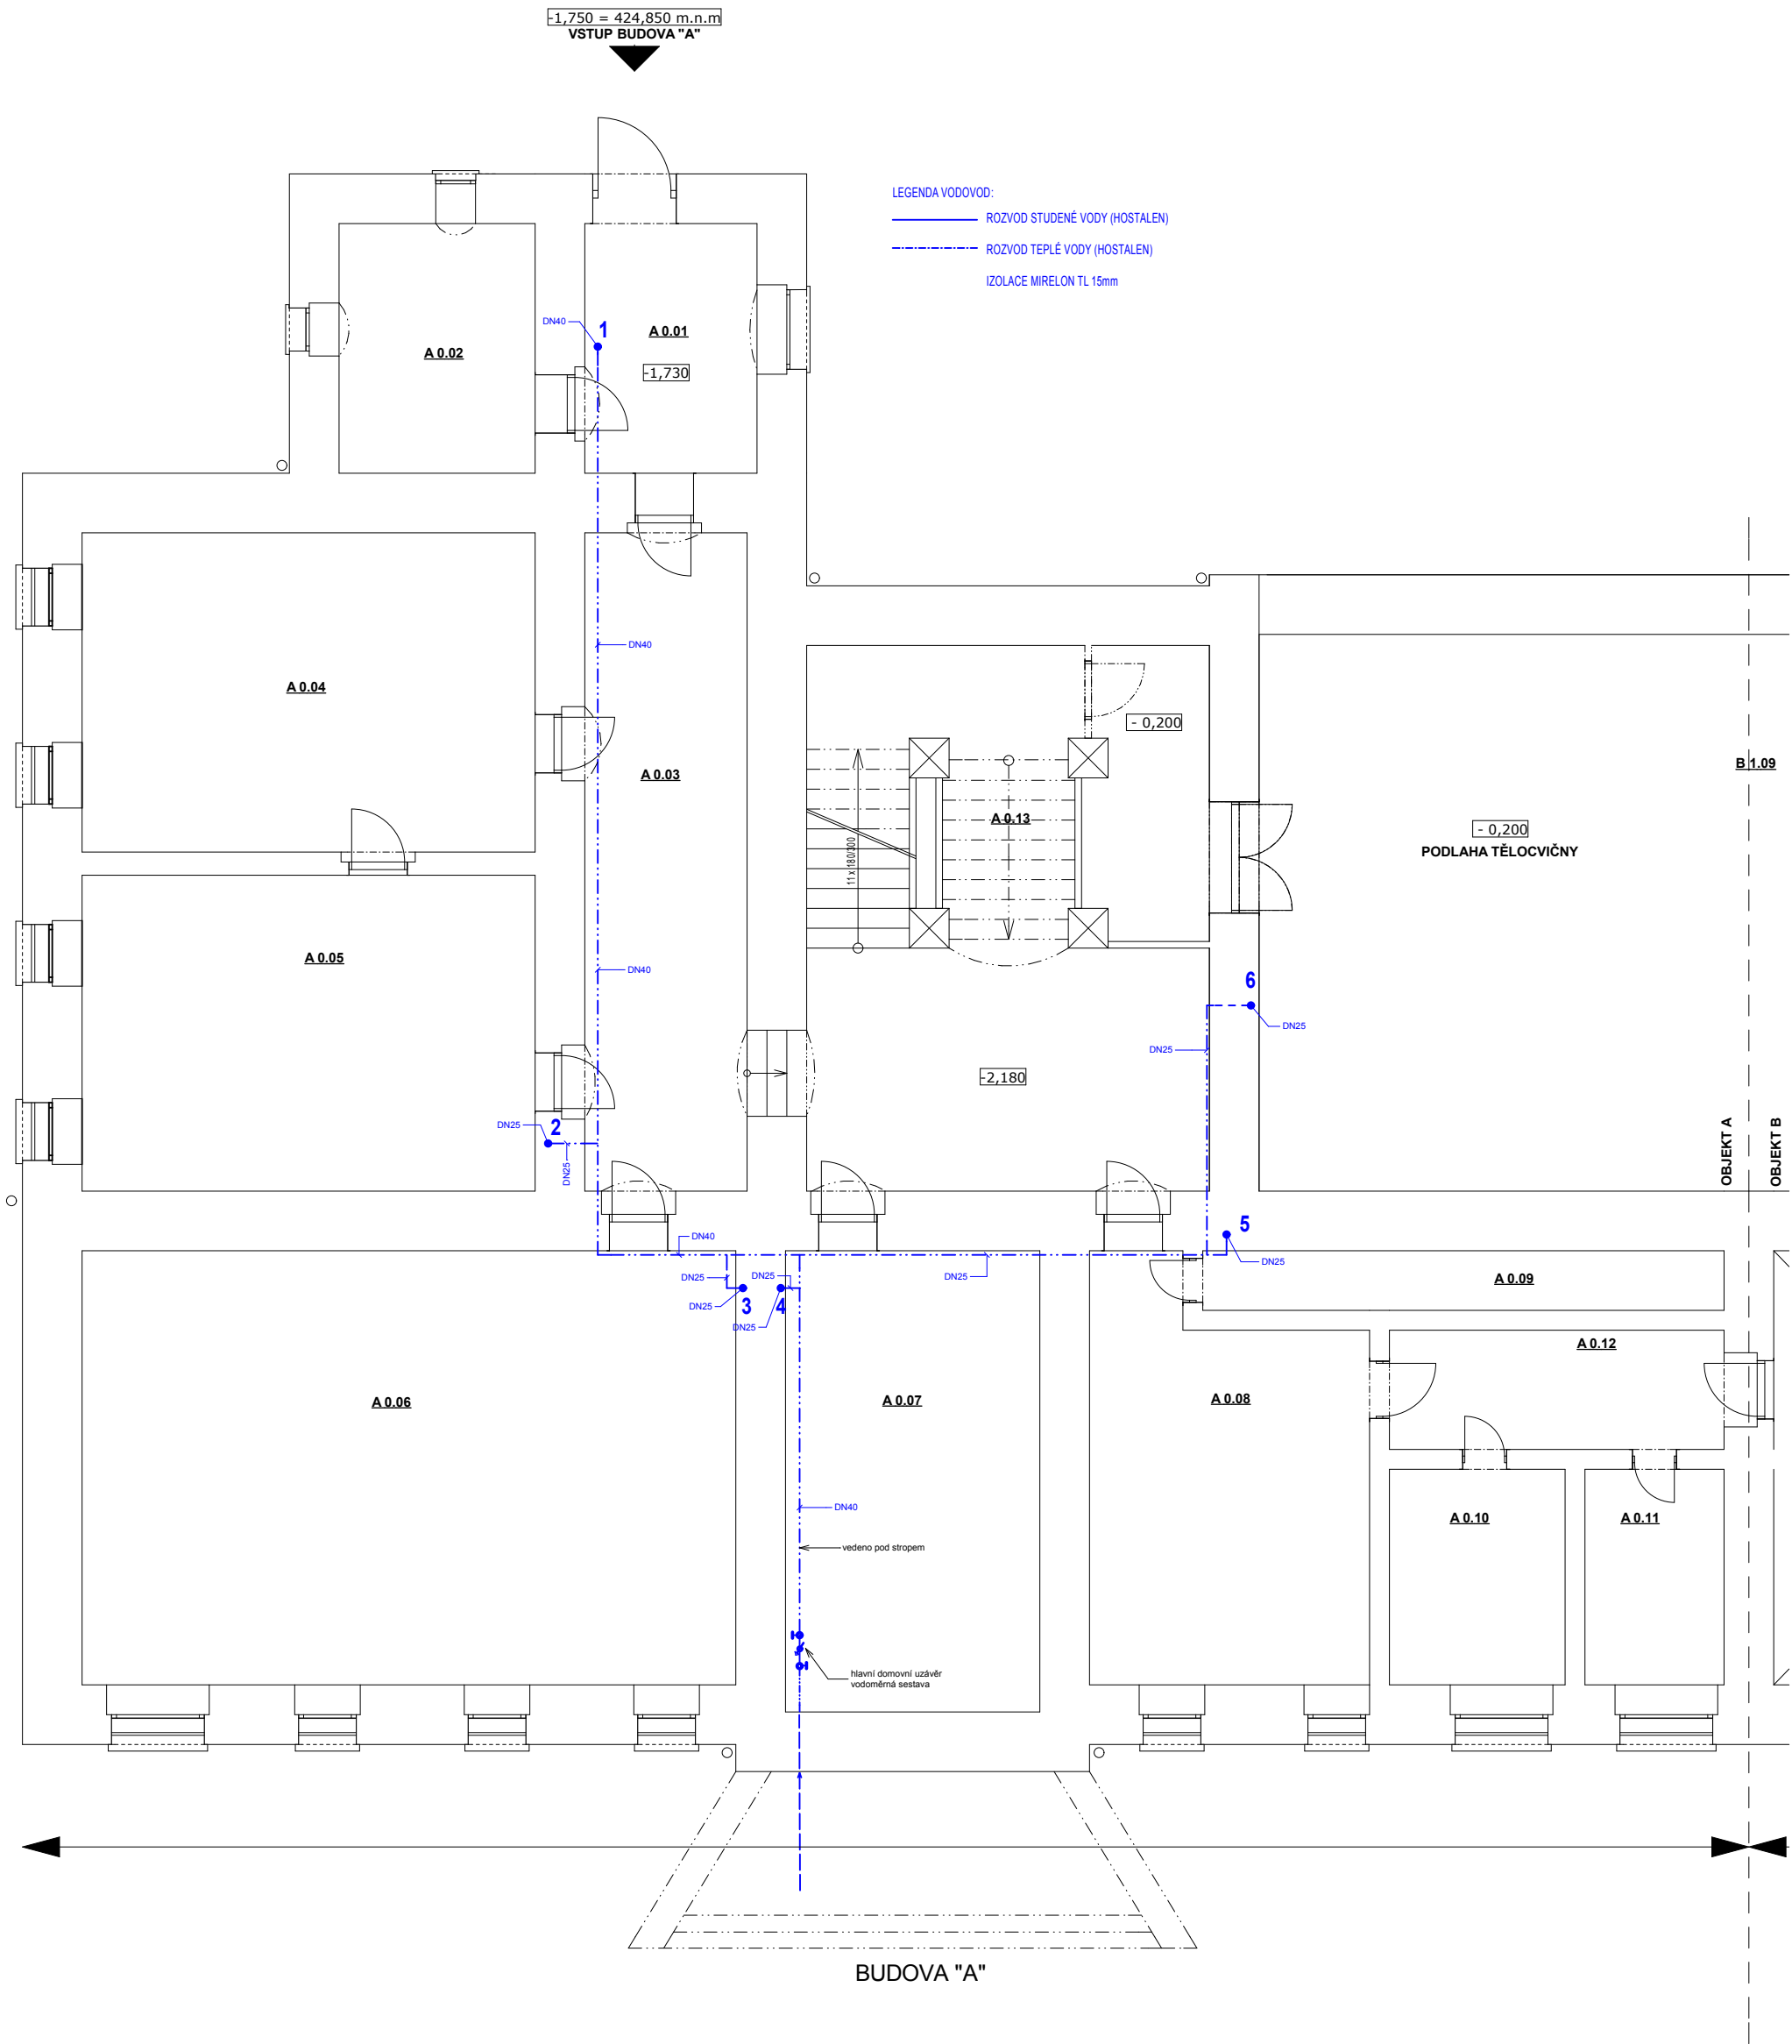 -1,750 = 424,850 m.n.m
VSTUP BUDOVA "A"
LEGENDA VODOVOD:
ROZVOD STUDENÉ VODY (HOSTALEN)
ROZVOD TEPLÉ VODY (HOSTALEN)
IZOLACE MIRELON TL 15mm
DN40
1
A 0.01
A 0.02
-1,730
DN40
A 0.04
- 0,200
A 0.03
B 1.09
A 0.13
- 0,200
11 x 180/300
PODLAHA TĚLOCVIČNY
A 0.05
DN40
6
DN25
DN25
-2,180
DN25
2
DN25
OBJEKT A
OBJEKT B
5
DN40
DN25
DN25
DN25
DN25
A 0.09
DN25
3
4
DN25
A 0.12
A 0.06
A 0.07
A 0.08
DN40
A 0.10
A 0.11
vedeno pod stropem
hlavní domovní uzávěr
vodoměrná sestava
BUDOVA "A"